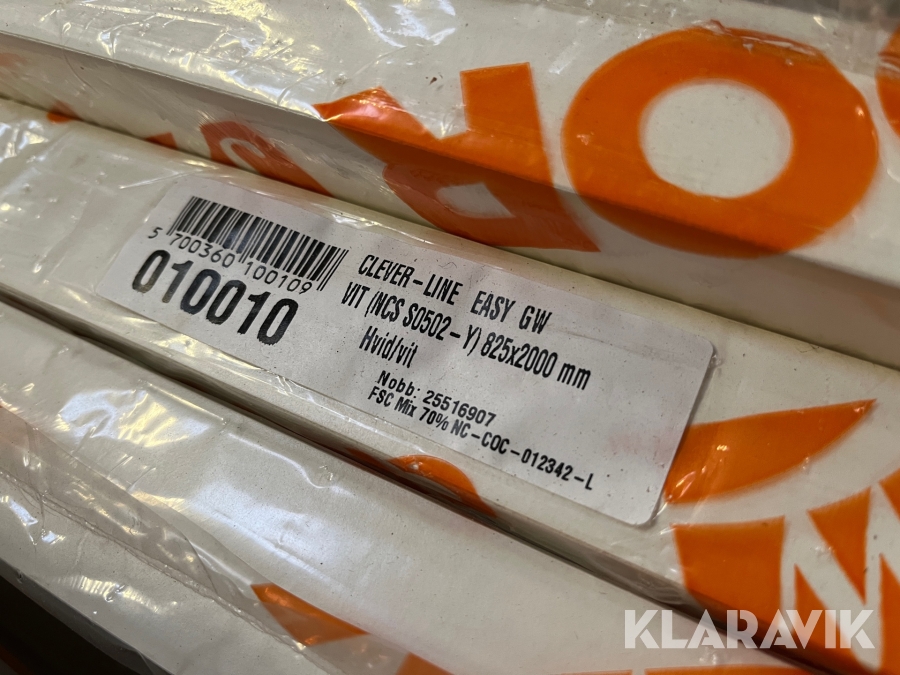 OR
5 700360 100109
010010
CLEVER-LINE EASY GW
VIT (NCS S0502-Y) 825x2000 mm
Hvid/vit
Nobb: 25516907
FSC Mix 70% NC-COC-012342-L
KLARAVIK